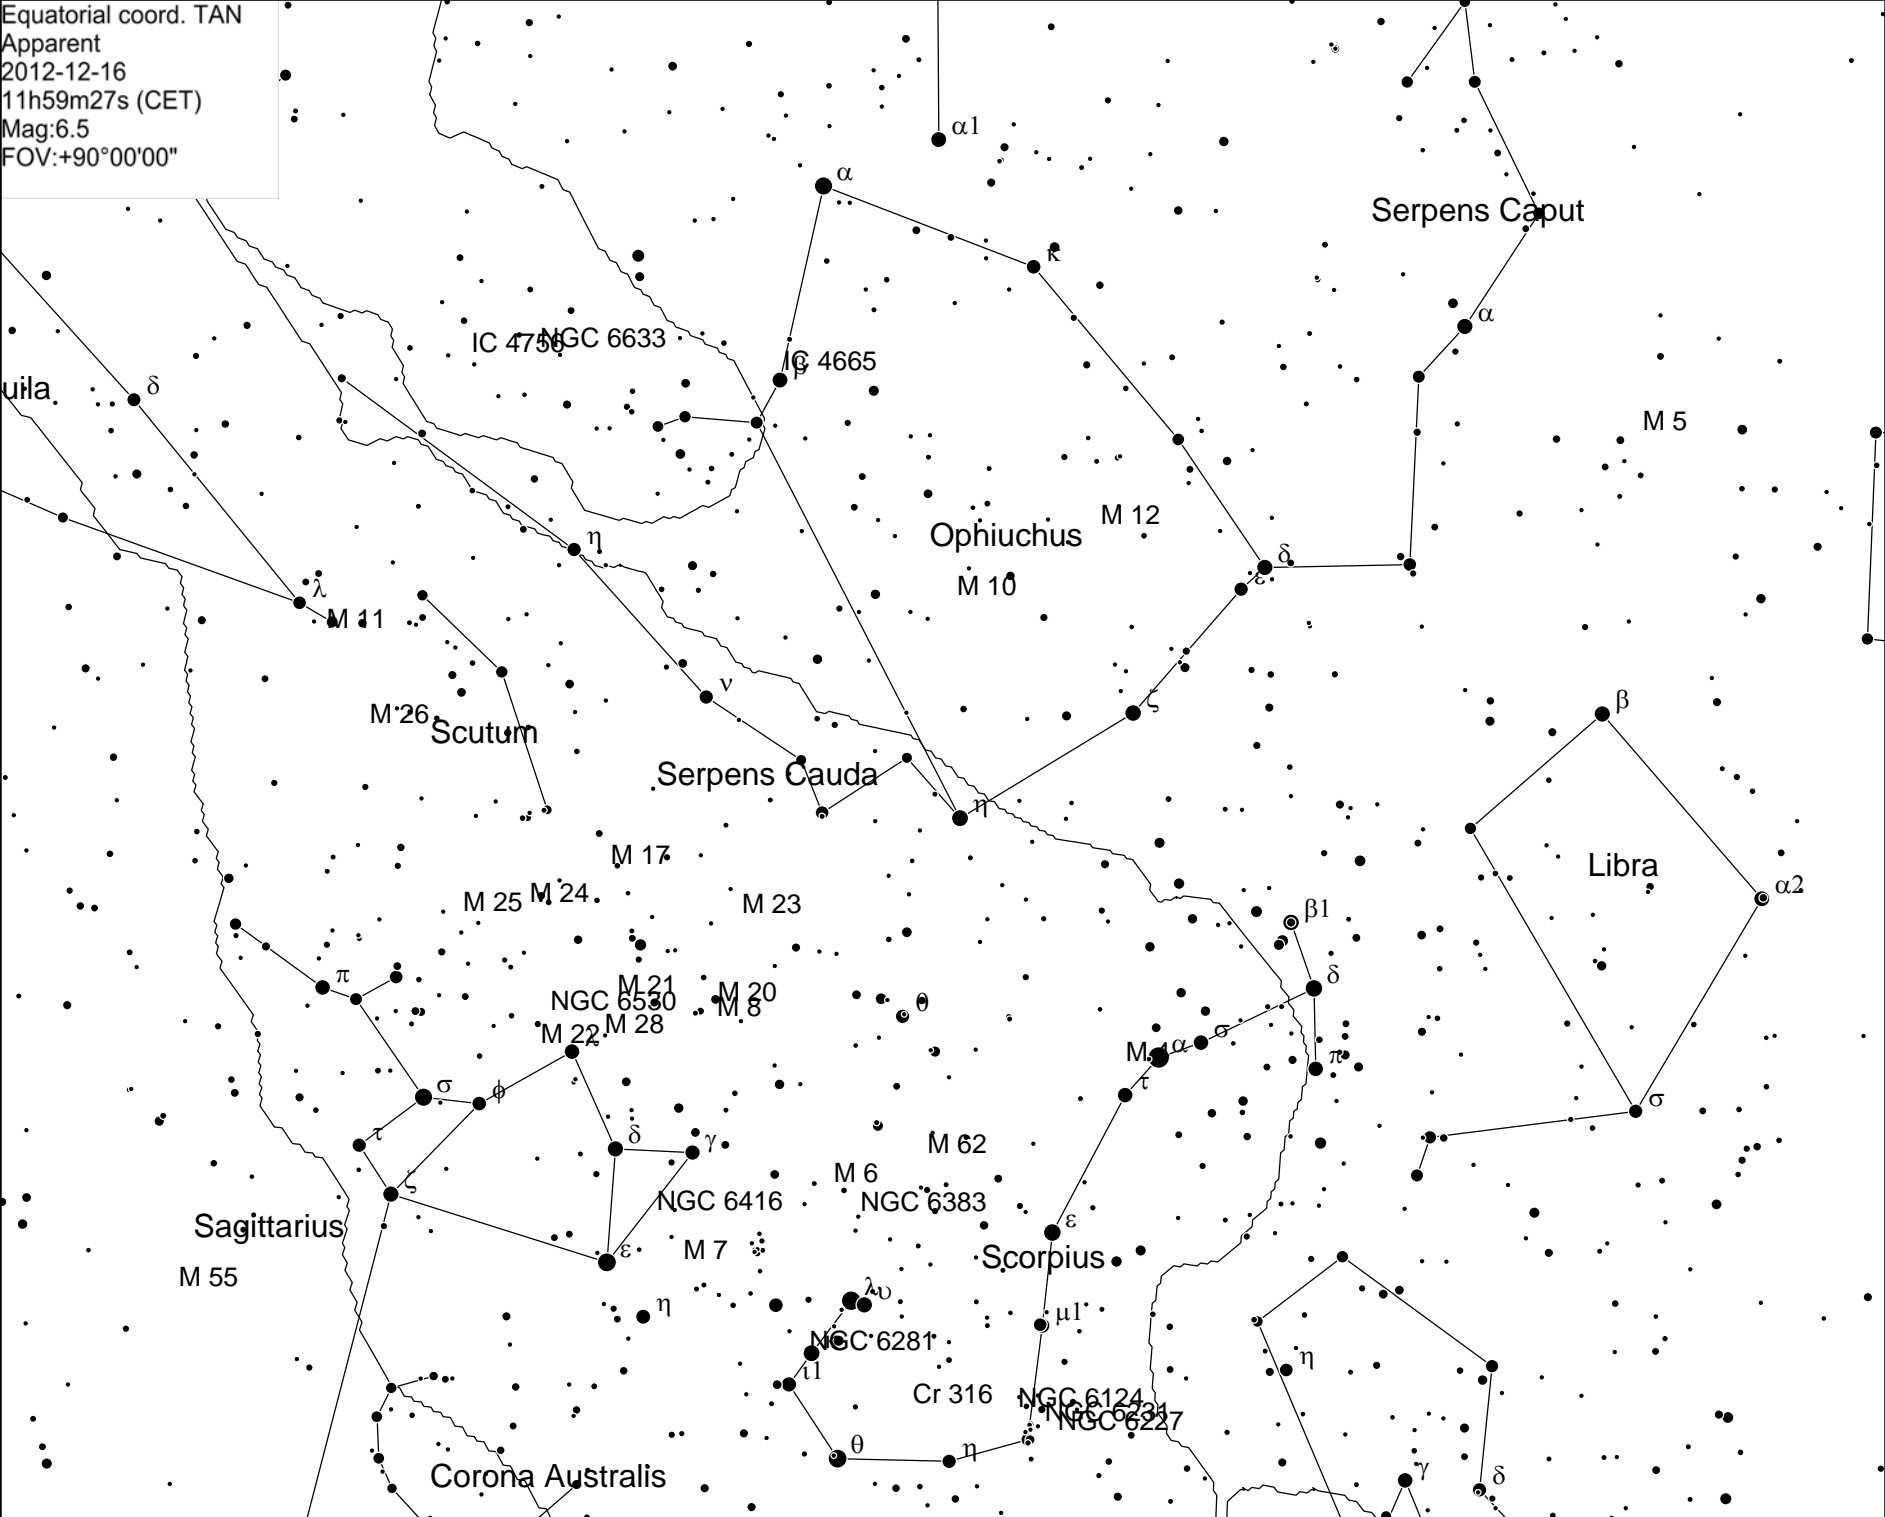 Equatorial coord. TAN
Apparent
2012-12-16
11h59m27s (CET)
Mag:6.5
FOV:+90°00'00"
α1
α
Serpens Caput
κ
α
IC 4756
NGC 6633
IC 4665
β
uila
δ
M 5
M 12
Ophiuchus
η
δ
ε
M 10
λ
M 11
ν
ζ
β
M 26
Scutum
Serpens Cauda
η
M 17
Libra
M 25
M 24
M 23
α2
β1
π
δ
M 21
M 20
NGC 6530
M 8
θ
M 28
M 22
λ
σ
α
M 4
π
τ
σ
φ
σ
τ
δ
γ
M 62
ζ
M 6
NGC 6416
NGC 6383
Sagittarius
ε
M 7
ε
Scorpius
M 55
λ
υ
η
μ1
NGC 6281
η
ι1
Cr 316
NGC 6124
NGC 6231
NGC 6227
θ
η
Corona Australis
γ
δ